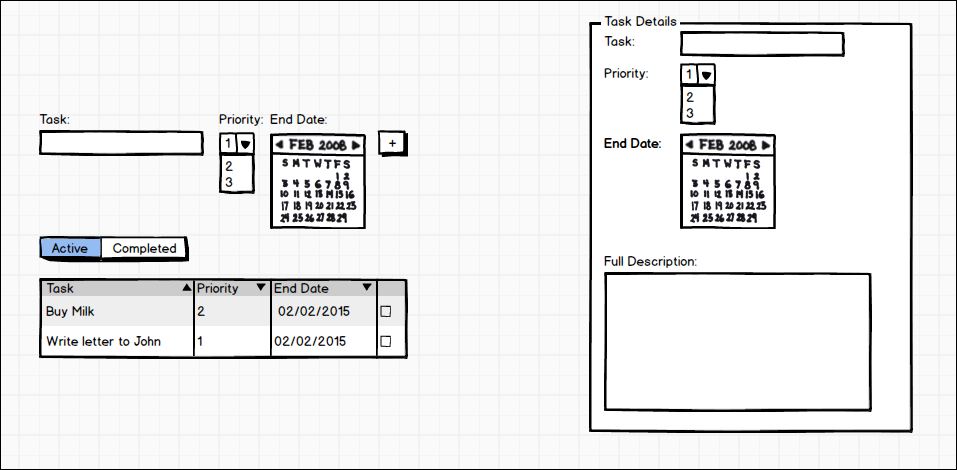 Task:
Priority:
End Date:
1
2
3
FEB 2008
S M T W T F S
1 2
3 4 5 6 7 8 9
10 11 12 13 14 15 16
17 18 19 20 21 22 23
24 25 26 27 28 29
+
Active
Completed
Task Priority End Date
Buy Milk 2 02/02/2015
Write letter to John 1 02/02/2015
Task Details
Task:
Priority:
1
2
3
End Date:
FEB 2008
S M T W T F S
1 2
3 4 5 6 7 8 9
10 11 12 13 14 15 16
17 18 19 20 21 22 23
24 25 26 27 28 29
Full Description: